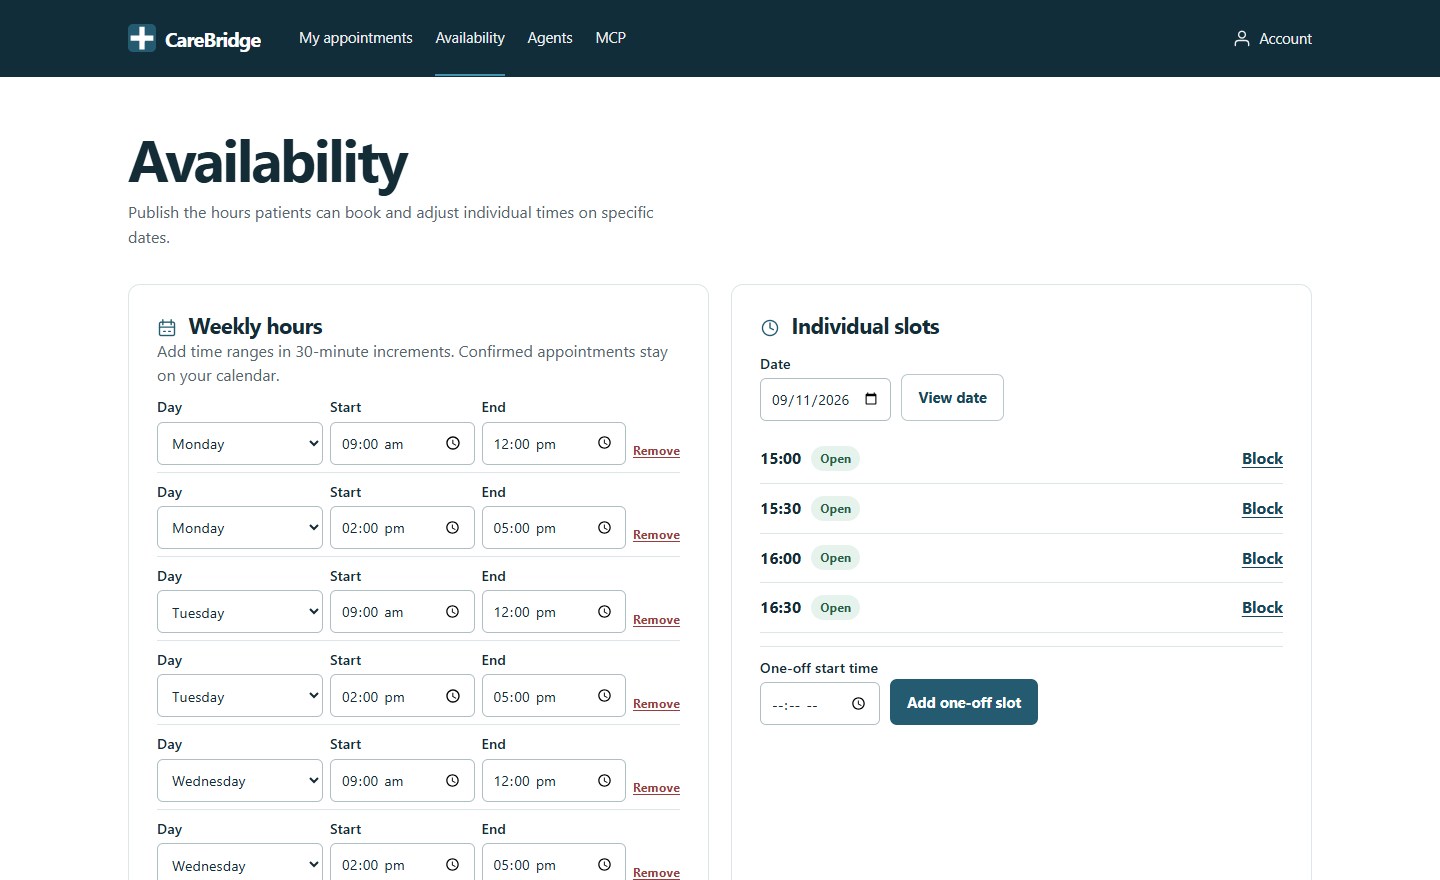 CareBridge
My appointments
Availability
Agents
MCP
Account
Availability
Publish the hours patients can book and adjust individual times on specific
dates.
Weekly hours
Add time ranges in 30-minute increments. Confirmed appointments stay
on your calendar.
Day Start End
Monday 09:00 am 12:00 pm Remove
Day Start End
Monday 02:00 pm 05:00 pm Remove
Day Start End
Tuesday 09:00 am 12:00 pm Remove
Day Start End
Tuesday 02:00 pm 05:00 pm Remove
Day Start End
Wednesday 09:00 am 12:00 pm Remove
Day Start End
Wednesday 02:00 pm 05:00 pm Remove
Individual slots
Date
09/11/2026 View date
15:00 Open Block
15:30 Open Block
16:00 Open Block
16:30 Open Block
One-off start time
--:-- -- Add one-off slot